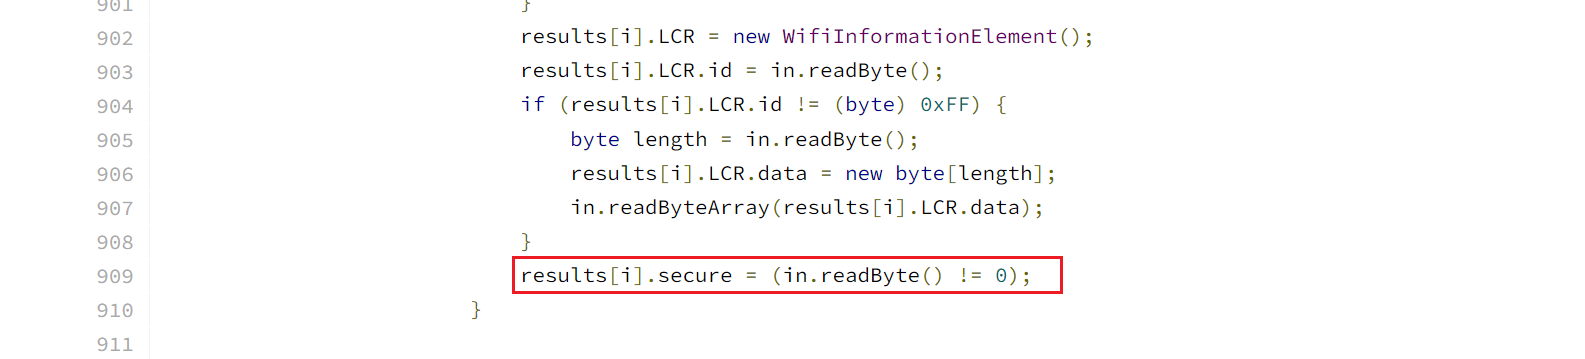 901 }
902 results[i].LCR = new WifiInformationElement();
903 results[i].LCR.id = in.readByte();
904 if (results[i].LCR.id != (byte) 0xFF) {
905 byte length = in.readByte();
906 results[i].LCR.data = new byte[length];
907 in.readByteArray(results[i].LCR.data);
908 }
909 results[i].secure = (in.readByte() != 0);
910 }
911